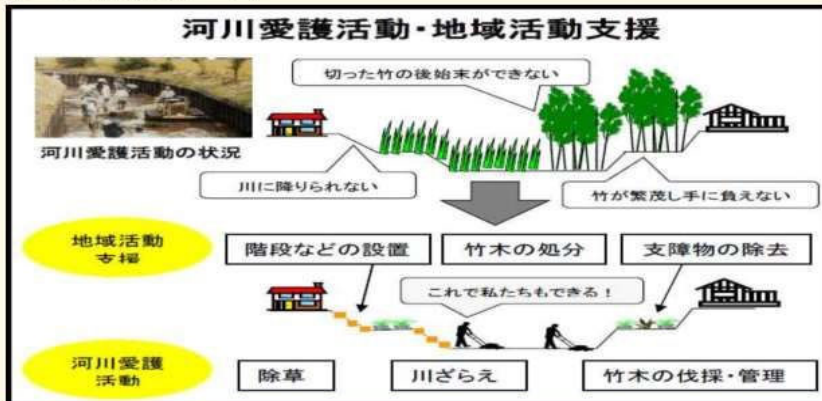 河川愛護活動・地域活動支援
切った竹の後始末ができない
河川愛護活動の状況
川に降りられない
竹が繁茂し手に負えない
地域活動
支援
階段などの設置
竹木の処分
支障物の除去
これで私たちもできる！
河川愛護
活動
除草
川ざらえ
竹木の伐採・管理